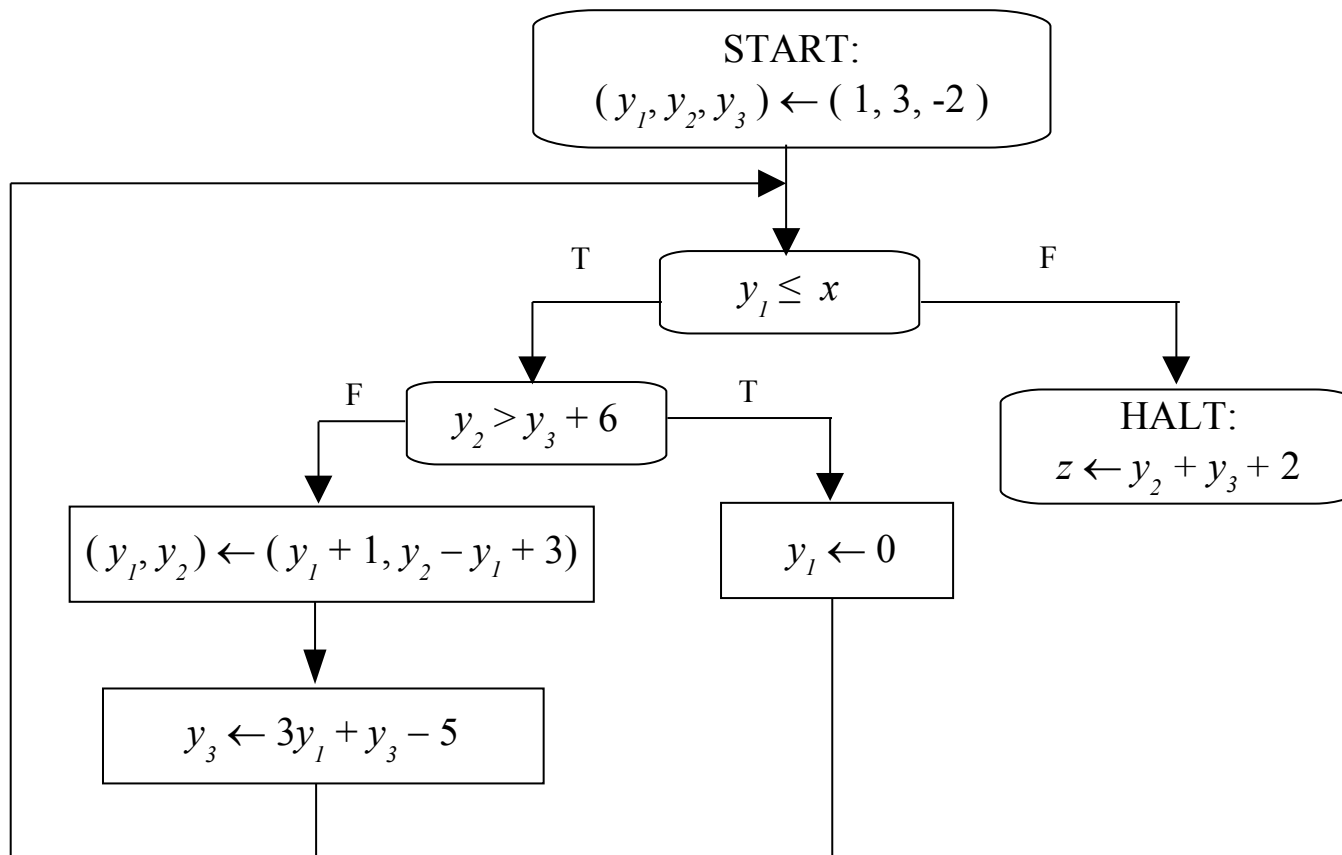 START:
( y₁, y₂, y₃ ) ← ( 1, 3, -2 )
T
F
y₁ ≤ x
F
T
y₂ > y₃ + 6
HALT:
z ← y₂ + y₃ + 2
( y₁, y₂ ) ← ( y₁ + 1, y₂ – y₁ + 3)
y₁ ← 0
y₃ ← 3y₁ + y₃ – 5